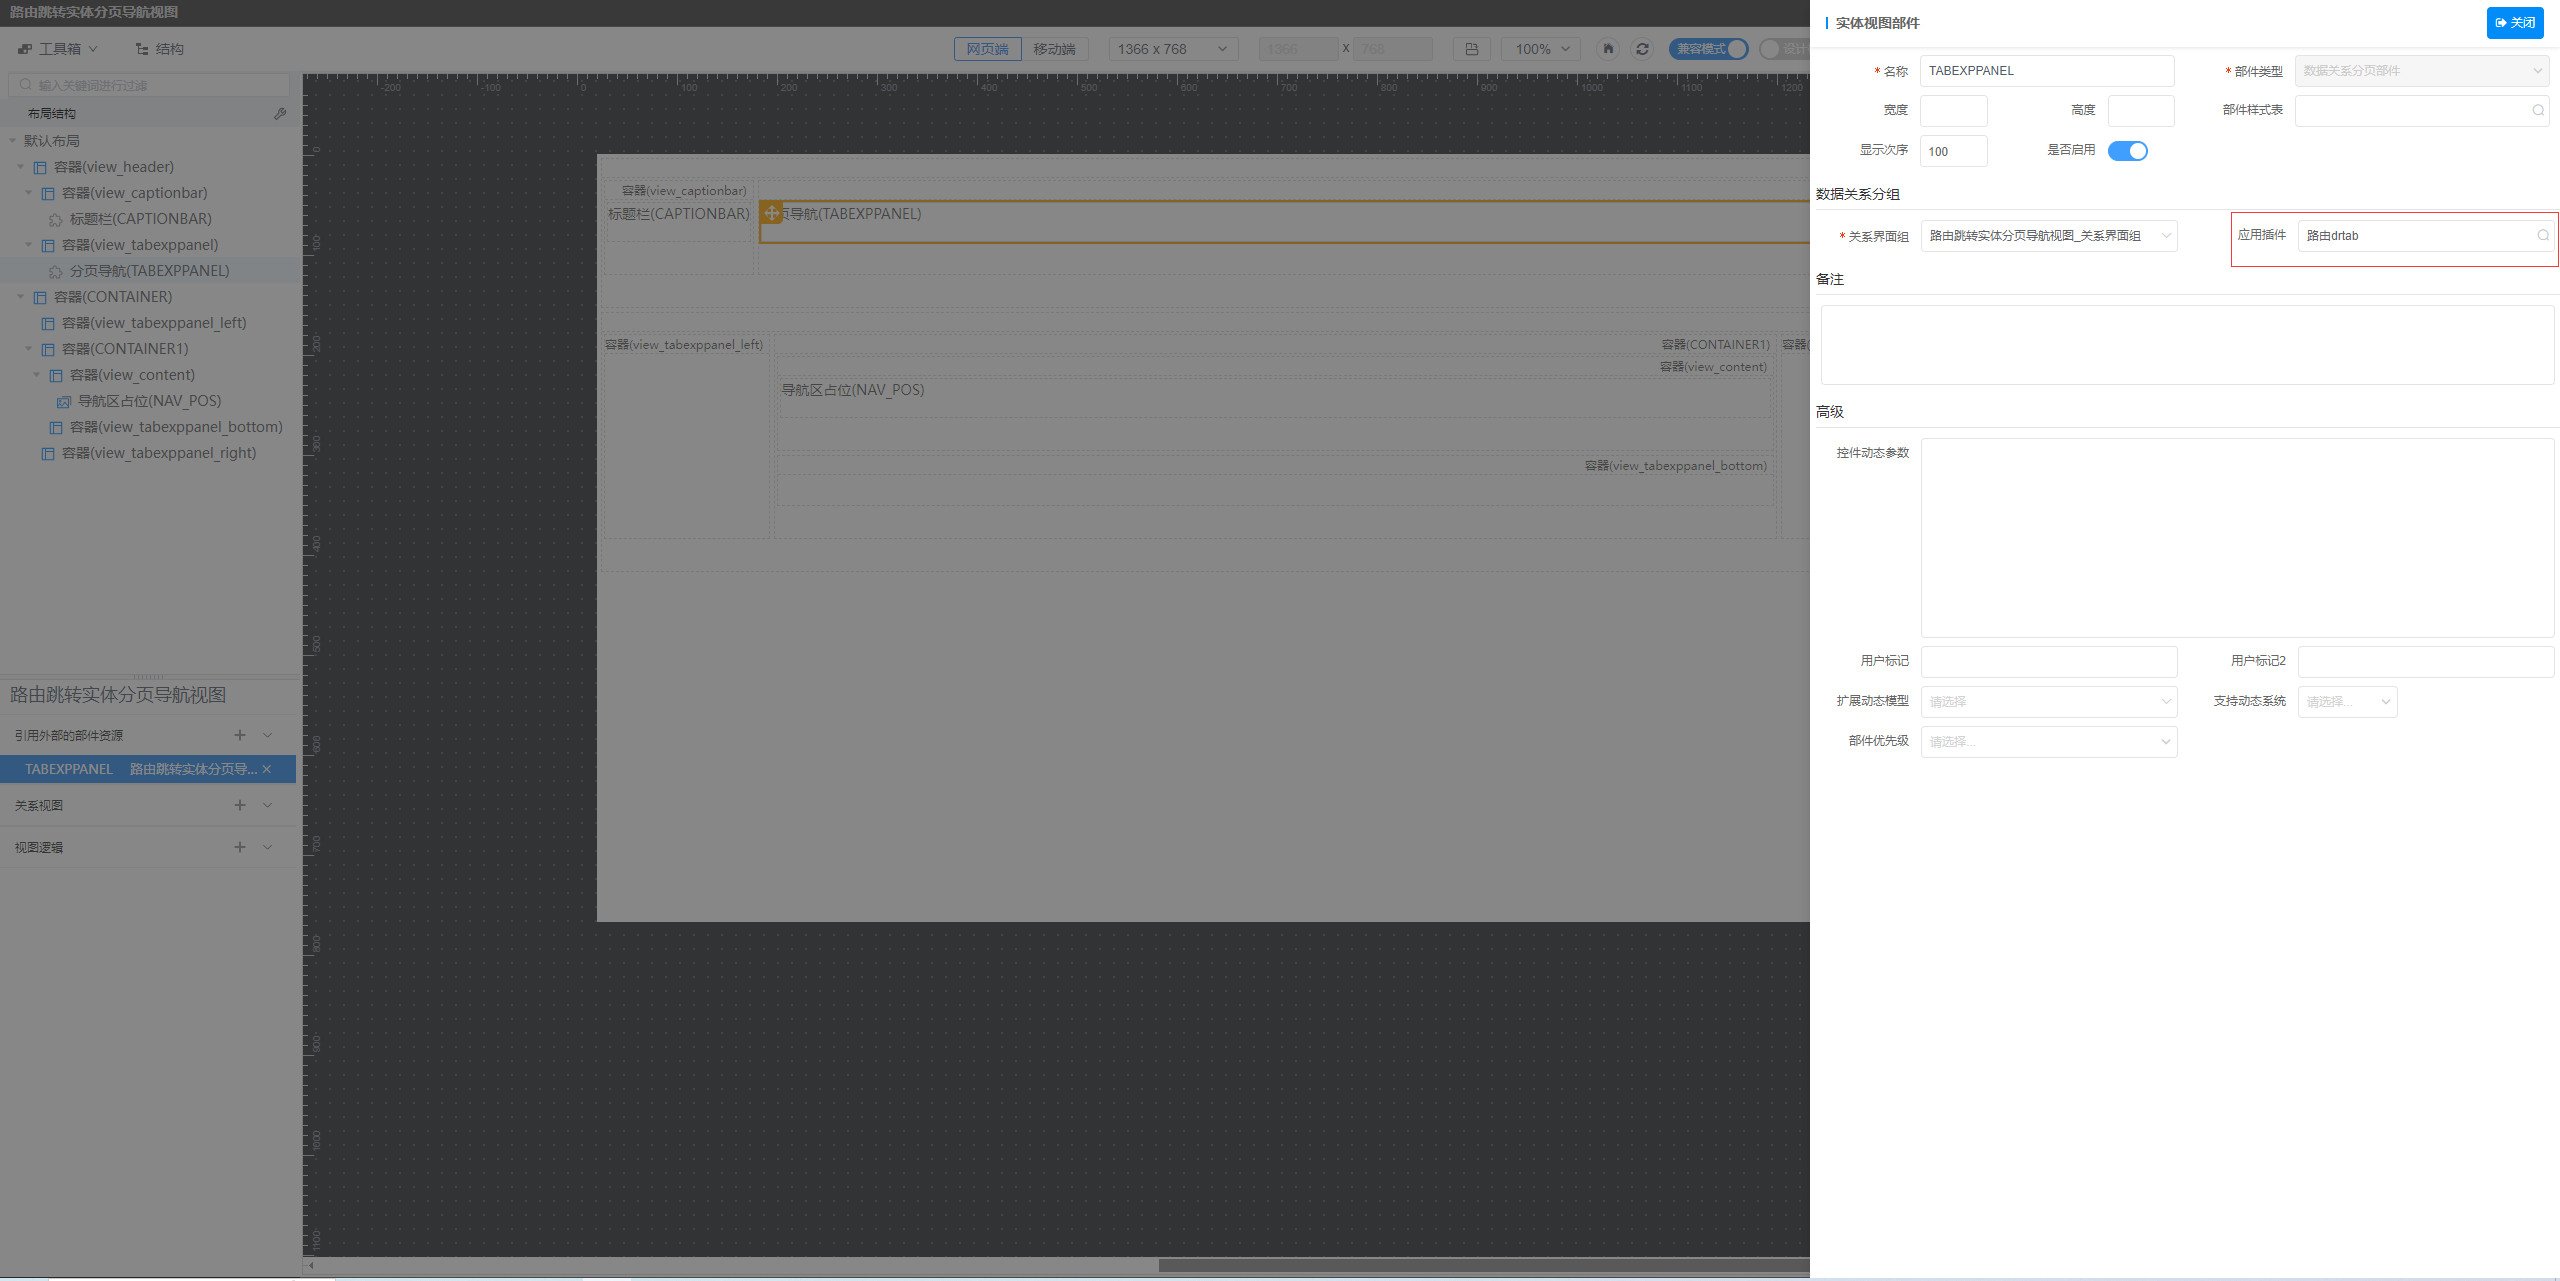 路由跳转实体分页导航视图
工具箱
结构
网页端
移动端
1366 x 768
1366
X
768
100%
兼容模式
输入关键词进行过滤
布局结构
默认布局
容器(view_header)
容器(view_captionbar)
标题栏(CAPTIONBAR)
容器(view_tabexppanel)
分页导航(TABEXPPANEL)
容器(CONTAINER)
容器(view_tabexppanel_left)
容器(CONTAINER1)
容器(view_content)
导航区占位(NAV_POS)
容器(view_tabexppanel_bottom)
容器(view_tabexppanel_right)
路由跳转实体分页导航视图
引用外部的部件资源
TABEXPPANEL 路由跳转实体分页导...
关系视图
视图逻辑
-200 -100 0 100 200 300 400 500 600 700 800 900 1000 1100 1200
0
100
200
300
400
500
600
700
800
900
1000
1100
容器(view_captionbar)
标题栏(CAPTIONBAR)
页导航(TABEXPPANEL)
容器(view_tabexppanel_left)
容器(CONTAINER1)
容器(
容器(view_content)
导航区占位(NAV_POS)
容器(view_tabexppanel_bottom)
实体视图部件
关闭
* 名称 TABEXPPANEL
* 部件类型 数据关系分页部件
宽度
高度
部件样式表
显示次序 100
是否启用
数据关系分组
* 关系界面组 路由跳转实体分页导航视图_关系界面组
应用插件 路由drtab
备注
高级
控件动态参数
用户标记
用户标记2
扩展动态模型 请选择
支持动态系统 请选择...
部件优先级 请选择...